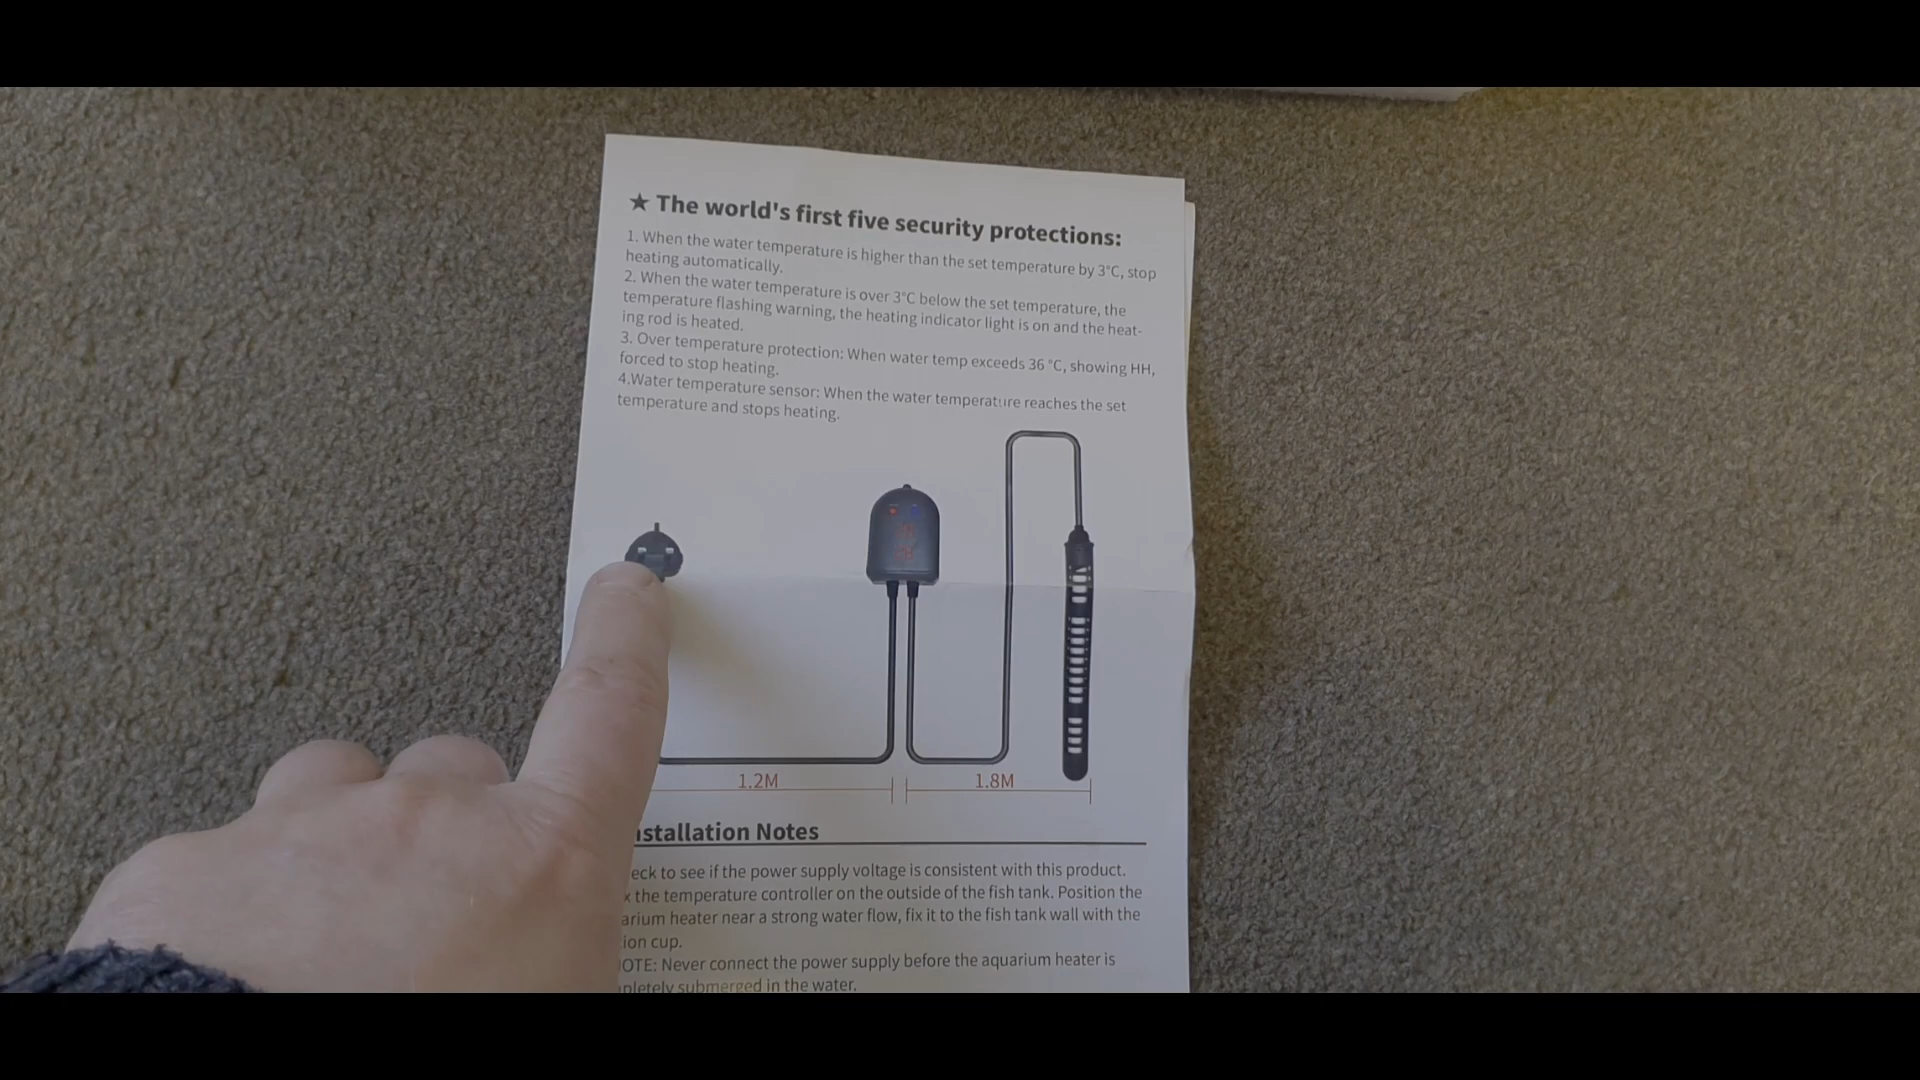 ★ The world's first five security protections:
1. When the water temperature is higher than the set temperature by 3°C, stop
heating automatically.
2. When the water temperature is over 3°C below the set temperature, the
temperature flashing warning, the heating indicator light is on and the heat-
ing rod is heated.
3. Over temperature protection: When water temp exceeds 36 °C, showing HH,
forced to stop heating.
4.Water temperature sensor: When the water temperature reaches the set
temperature and stops heating.
1.2M
1.8M
stallation Notes
eck to see if the power supply voltage is consistent with this product.
x the temperature controller on the outside of the fish tank. Position the
arium heater near a strong water flow, fix it to the fish tank wall with the
ion cup.
OTE: Never connect the power supply before the aquarium heater is
pletely submerged in the water.